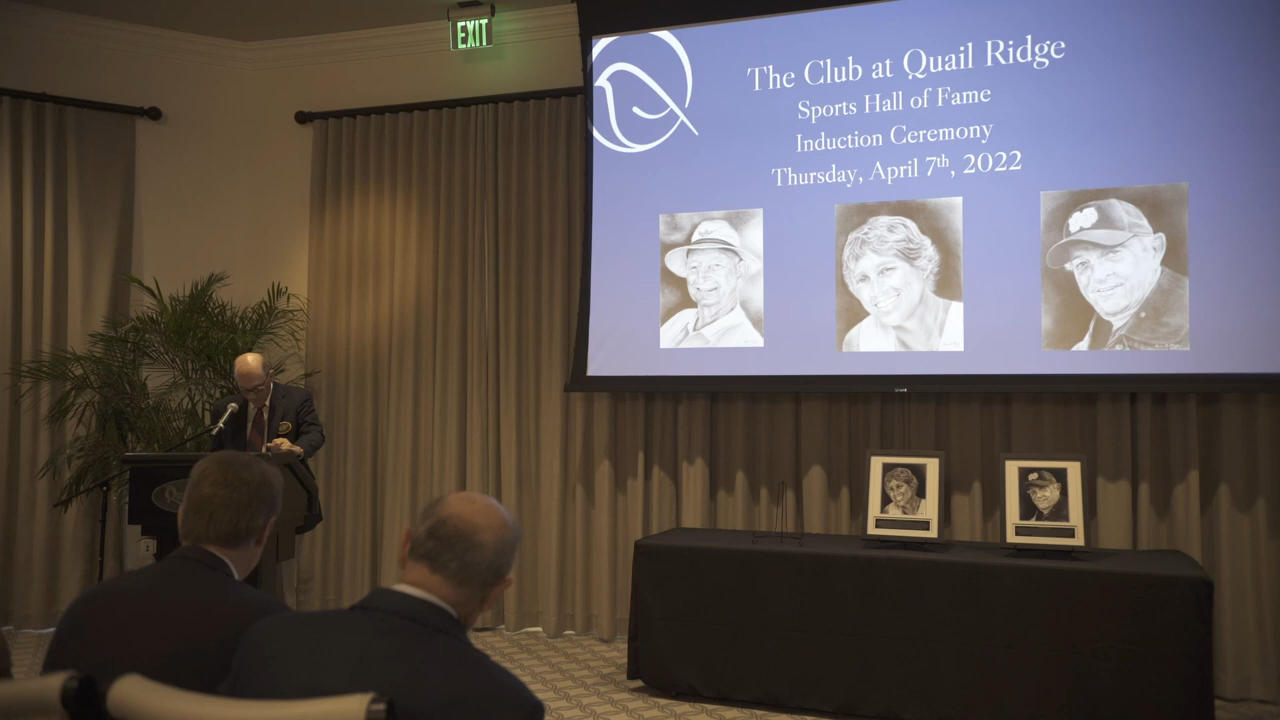 EXIT
The Club at Quail Ridge
Sports Hall of Fame
Induction Ceremony
Thursday, April 7th, 2022